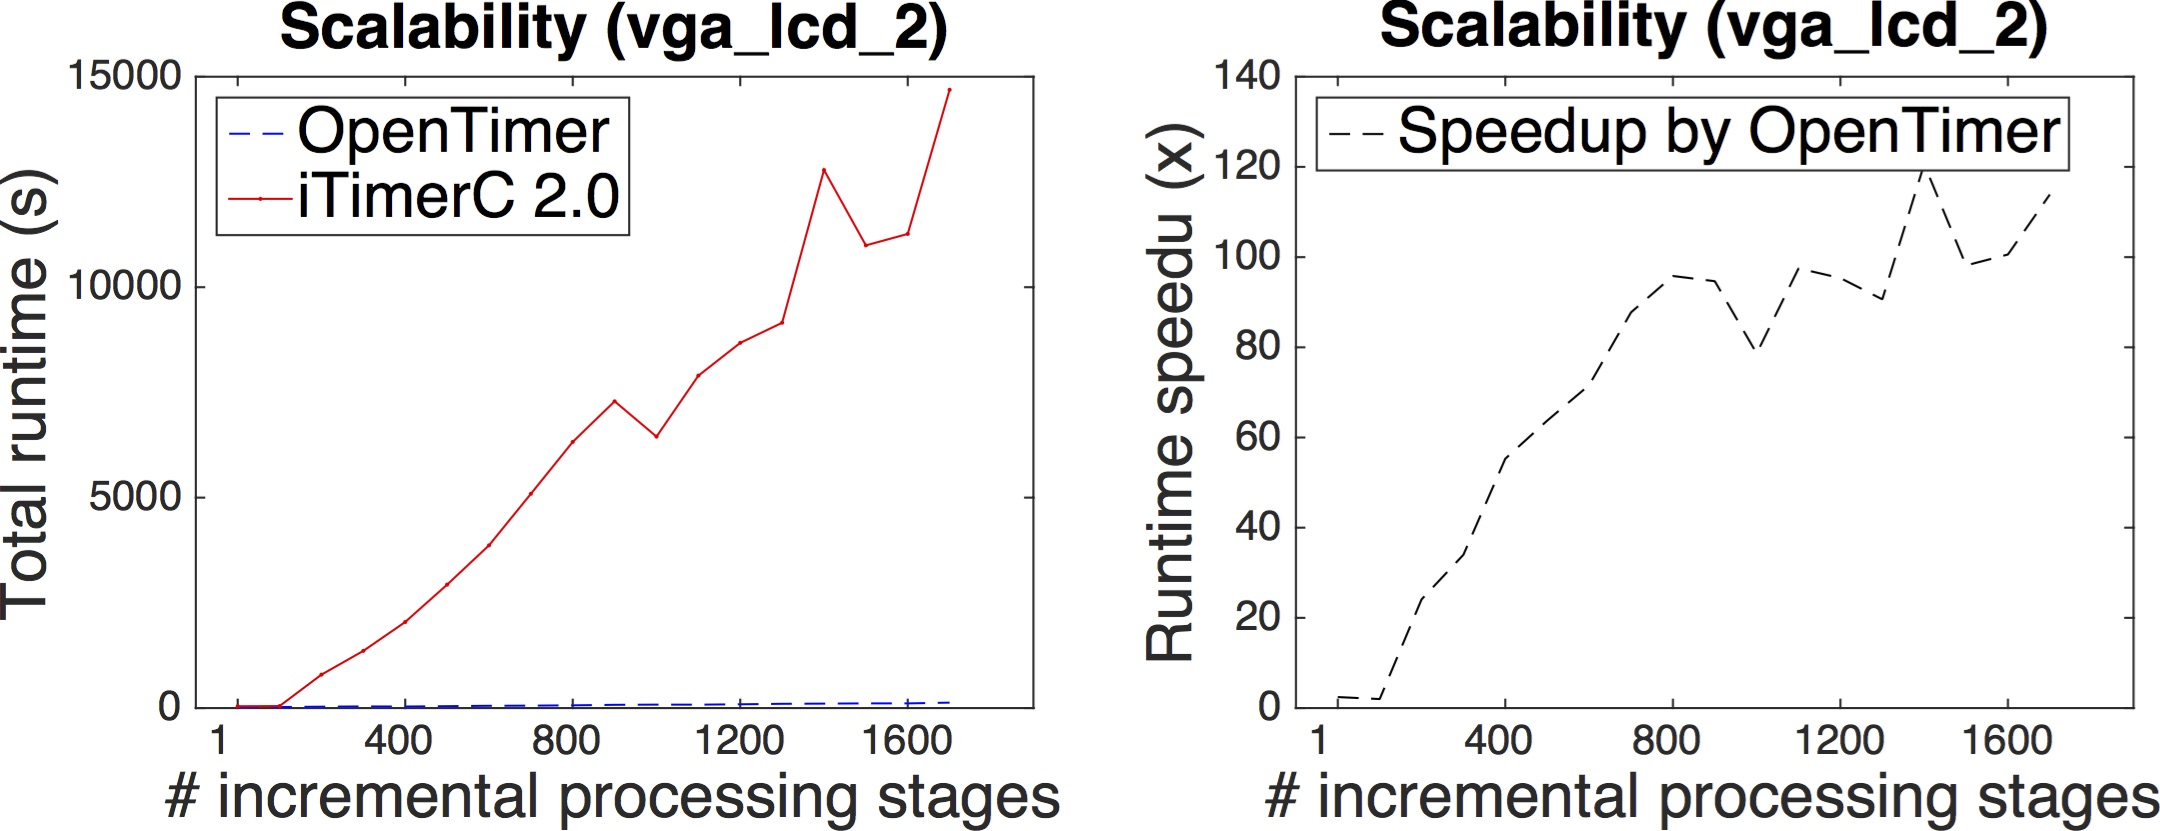 Scalability (vga_lcd_2)
15000
10000
5000
0
Total runtime (s)
OpenTimer
iTimerC 2.0
1 400 800 1200 1600
# incremental processing stages
Scalability (vga_lcd_2)
140
120
100
80
60
40
20
0
Runtime speedu (x)
Speedup by OpenTimer
1 400 800 1200 1600
# incremental processing stages